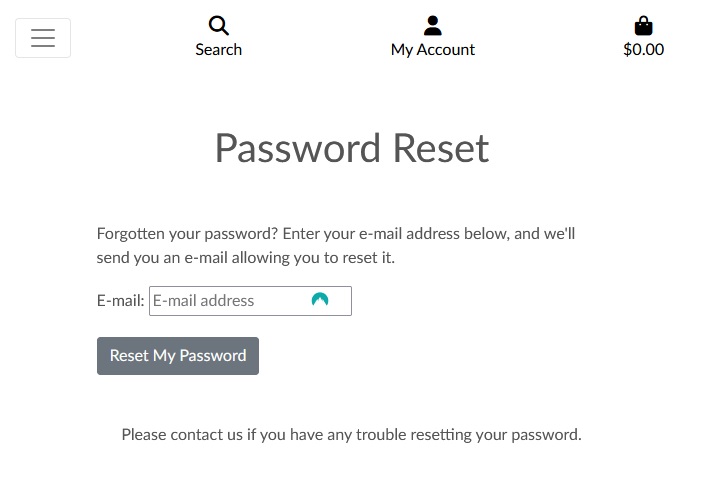 Search
My Account
$0.00
Password Reset
Forgotten your password? Enter your e-mail address below, and we'll
send you an e-mail allowing you to reset it.
E-mail: E-mail address
Reset My Password
Please contact us if you have any trouble resetting your password.